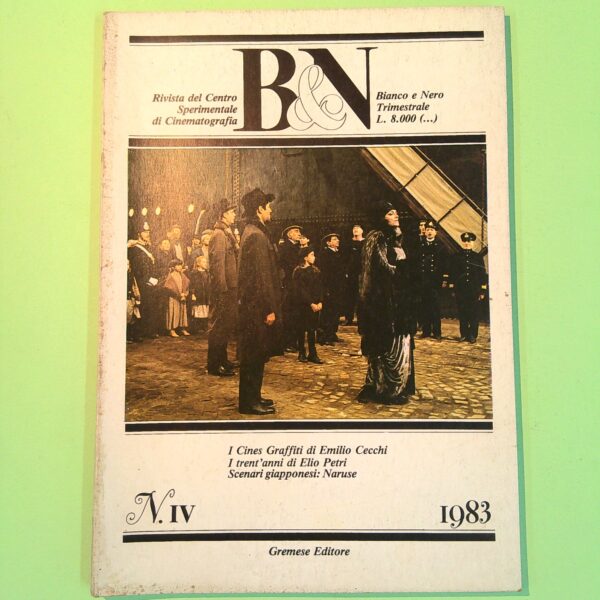 Rivista del Centro
Sperimentale
di Cinematografia
B&N
Bianco e Nero
Trimestrale
L. 8.000 (...)
I Cines Graffiti di Emilio Cecchi
I trent'anni di Elio Petri
Scenari giapponesi: Naruse
N. IV
1983
Gremese Editore